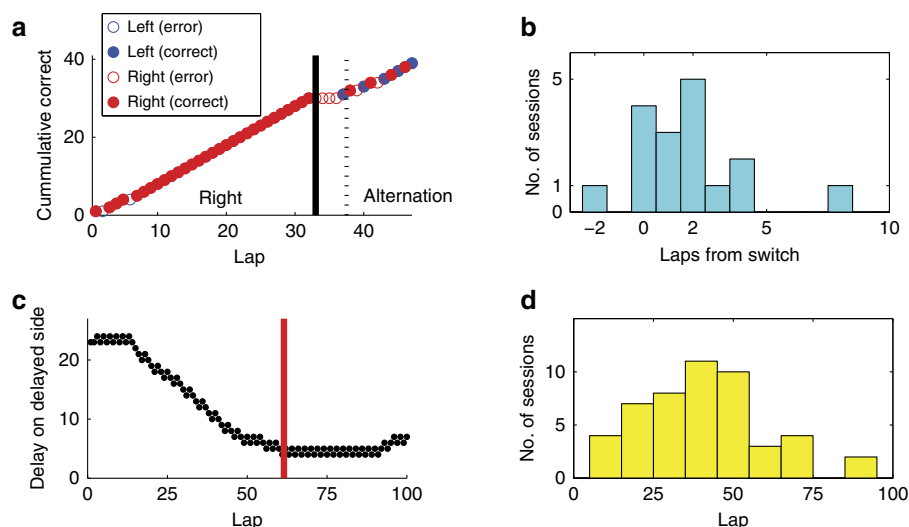 a
Left (error)
Left (correct)
Right (error)
Right (correct)
Cummulative correct
40
20
0
Right
Alternation
0 10 20 30 40
Lap
b
No. of sessions
5
1
0
−2 0 2 5 10
Laps from switch
c
Delay on delayed side
20
10
0
0 25 50 75 100
Lap
d
No. of sessions
10
5
0
0 25 50 75 100
Lap